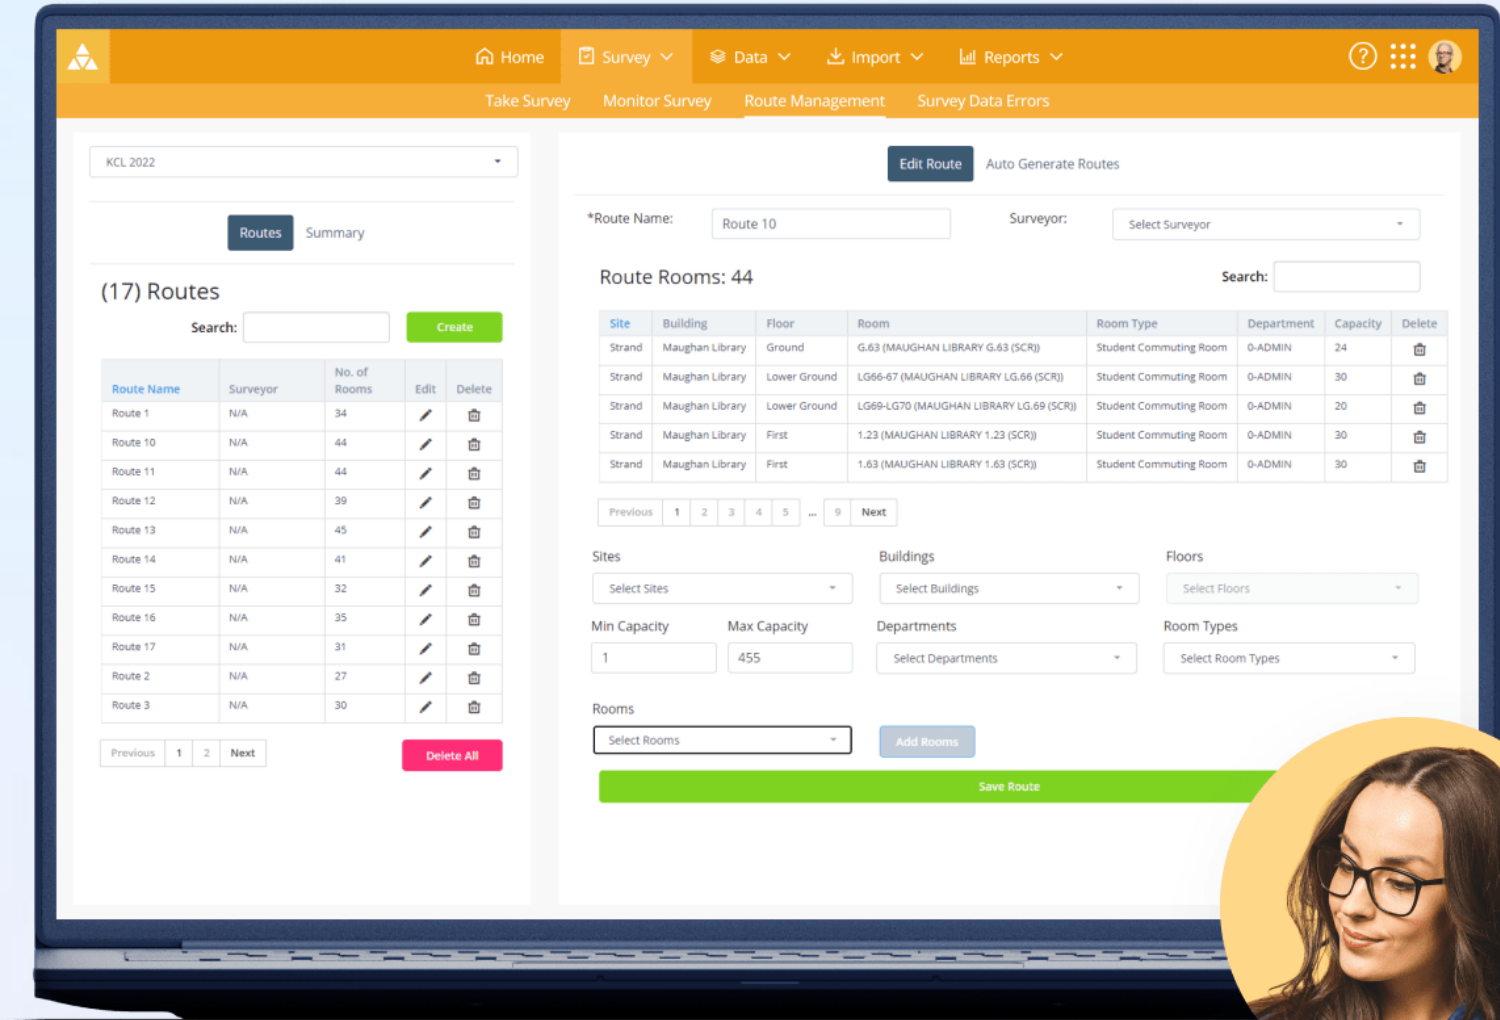 Home Survey Data Import Reports ?
Take Survey Monitor Survey Route Management Survey Data Errors
KCL 2022
Routes Summary
(17) Routes
Search: Create
Route Name Surveyor No. of Rooms Edit Delete
Route 1 N/A 34
Route 10 N/A 44
Route 11 N/A 44
Route 12 N/A 39
Route 13 N/A 45
Route 14 N/A 41
Route 15 N/A 32
Route 16 N/A 35
Route 17 N/A 31
Route 2 N/A 27
Route 3 N/A 30
Previous 1 2 Next Delete All
Edit Route Auto Generate Routes
*Route Name: Route 10 Surveyor: Select Surveyor
Route Rooms: 44 Search:
Site Building Floor Room Room Type Department Capacity Delete
Strand Maughan Library Ground G.63 (MAUGHAN LIBRARY G.63 (SCR)) Student Commuting Room 0-ADMIN 24
Strand Maughan Library Lower Ground LG66-67 (MAUGHAN LIBRARY LG.66 (SCR)) Student Commuting Room 0-ADMIN 30
Strand Maughan Library Lower Ground LG69-LG70 (MAUGHAN LIBRARY LG.69 (SCR)) Student Commuting Room 0-ADMIN 20
Strand Maughan Library First 1.23 (MAUGHAN LIBRARY 1.23 (SCR)) Student Commuting Room 0-ADMIN 30
Strand Maughan Library First 1.63 (MAUGHAN LIBRARY 1.63 (SCR)) Student Commuting Room 0-ADMIN 30
Previous 1 2 3 4 5 ... 9 Next
Sites Buildings Floors
Select Sites Select Buildings Select Floors
Min Capacity Max Capacity Departments Room Types
1 455 Select Departments Select Room Types
Rooms
Select Rooms Add Rooms
Save Route